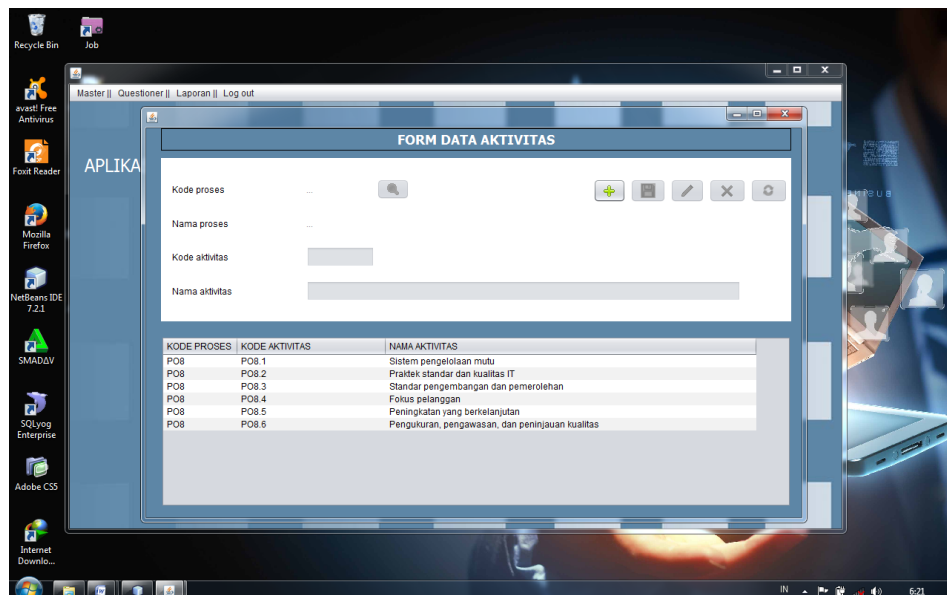 Recycle Bin
Job
avast! Free
Antivirus
Foxit Reader
Mozilla
Firefox
NetBeans IDE
7.2.1
SMADΔV
SQLyog
Enterprise
Adobe CS5
Internet
Downlo...
Master || Questioner || Laporan || Log out
APLIKA
FORM DATA AKTIVITAS
Kode proses ...
Nama proses ...
Kode aktivitas
Nama aktivitas
KODE PROSES KODE AKTIVITAS NAMA AKTIVITAS
PO8 PO8.1 Sistem pengelolaan mutu
PO8 PO8.2 Praktek standar dan kualitas IT
PO8 PO8.3 Standar pengembangan dan pemerolehan
PO8 PO8.4 Fokus pelanggan
PO8 PO8.5 Peningkatan yang berkelanjutan
PO8 PO8.6 Pengukuran, pengawasan, dan peninjauan kualitas
IN 6:21